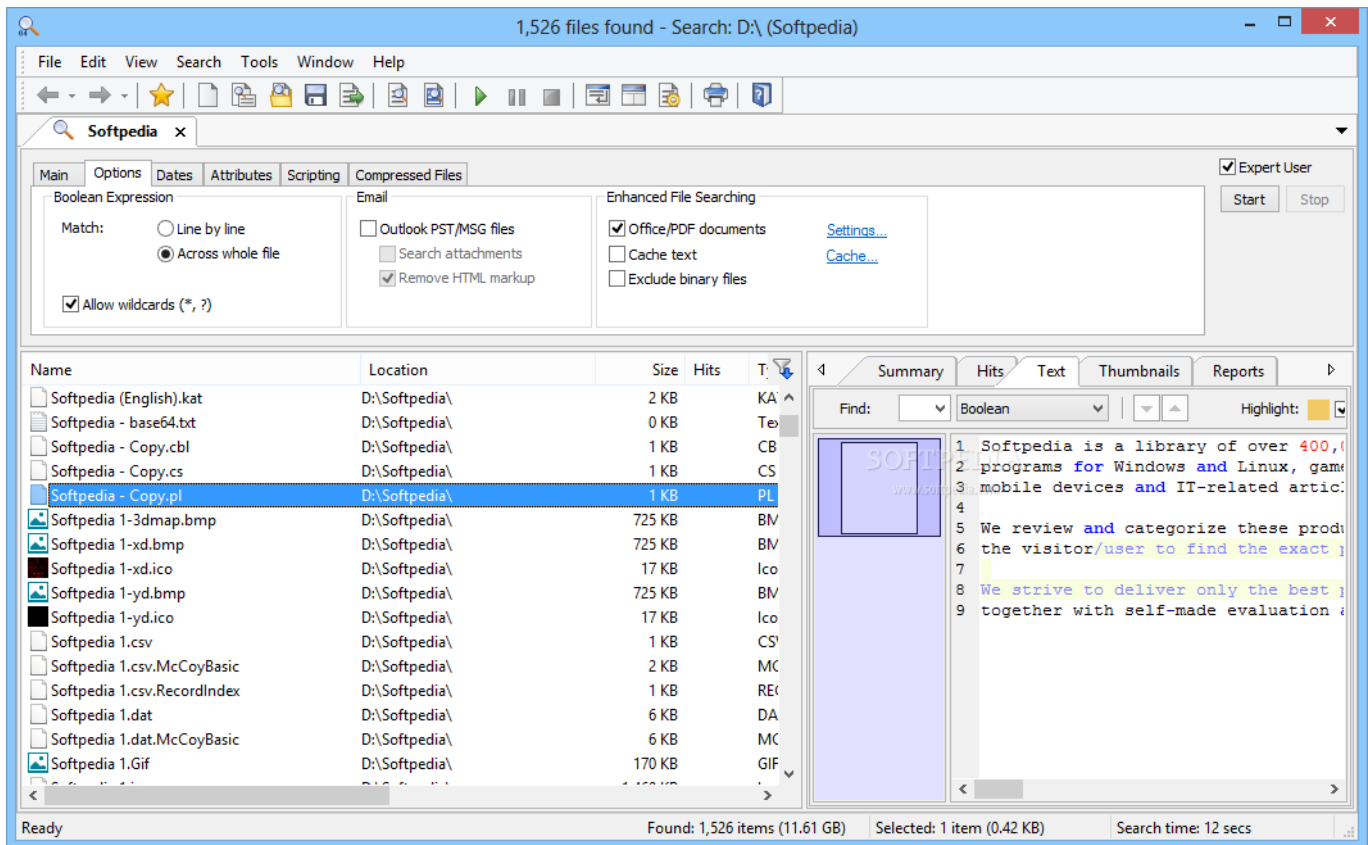 64
1,526 files found - Search: D:\ (Softpedia)
File Edit View Search Tools Window Help
Softpedia x
Main Options Dates Attributes Scripting Compressed Files
Expert User
Start Stop
Boolean Expression
Match: Line by line
Across whole file
Allow wildcards (*, ?)
Email
Outlook PST/MSG files
Search attachments
Remove HTML markup
Enhanced File Searching
Office/PDF documents Settings...
Cache text Cache...
Exclude binary files
Name Location Size Hits
Softpedia (English).kat D:\Softpedia\ 2 KB KA
Softpedia - base64.txt D:\Softpedia\ 0 KB Te
Softpedia - Copy.cbl D:\Softpedia\ 1 KB CB
Softpedia - Copy.cs D:\Softpedia\ 1 KB CS
Softpedia - Copy.pl D:\Softpedia\ 1 KB PL
Softpedia 1-3dmap.bmp D:\Softpedia\ 725 KB BM
Softpedia 1-xd.bmp D:\Softpedia\ 725 KB BM
Softpedia 1-xd.ico D:\Softpedia\ 17 KB Ico
Softpedia 1-yd.bmp D:\Softpedia\ 725 KB BM
Softpedia 1-yd.ico D:\Softpedia\ 17 KB Ico
Softpedia 1.csv D:\Softpedia\ 1 KB CS
Softpedia 1.csv.McCoyBasic D:\Softpedia\ 2 KB MC
Softpedia 1.csv.RecordIndex D:\Softpedia\ 1 KB REC
Softpedia 1.dat D:\Softpedia\ 6 KB DA
Softpedia 1.dat.McCoyBasic D:\Softpedia\ 6 KB MC
Softpedia 1.Gif D:\Softpedia\ 170 KB GIF
Summary Hits Text Thumbnails Reports
Find: Boolean Highlight:
SOFTPEDIA
1 Softpedia is a library of over 400,
2 programs for Windows and Linux, game
3 mobile devices and IT-related artic
4
5 We review and categorize these prod
6 the visitor/user to find the exact
7
8 We strive to deliver only the best
9 together with self-made evaluation
Ready Found: 1,526 items (11.61 GB) Selected: 1 item (0.42 KB) Search time: 12 secs